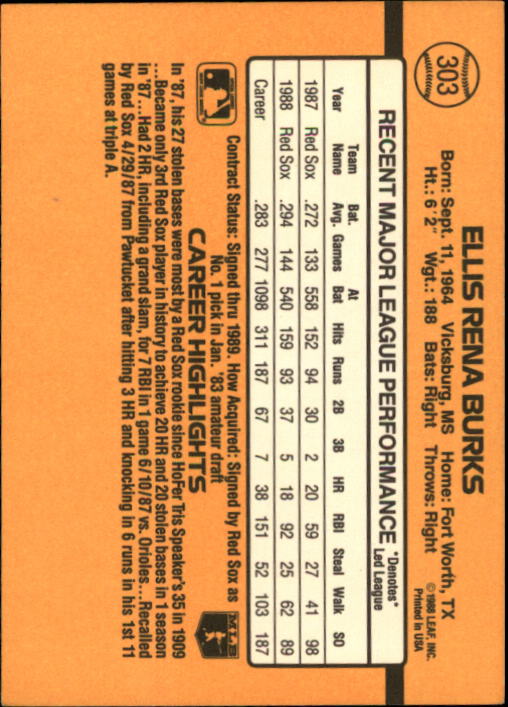 303
ELLIS RENA BURKS
Born: Sept. 11, 1964 Vicksburg, MS Home: Fort Worth, TX
Ht.: 6' 2" Wgt.: 188 Bats: Right Throws: Right
©1988 LEAF, INC.
Printed in USA
RECENT MAJOR LEAGUE PERFORMANCE *Denotes*
Led League
Team Bat. At
Year Name Avg. Games Bat Hits Runs 2B 3B HR RBI Steal Walk SO
1987 Red Sox .272 133 558 152 94 30 2 20 59 27 41 98
1988 Red Sox .294 144 540 159 93 37 5 18 92 25 62 89
Career .283 277 1098 311 187 67 7 38 151 52 103 187
Contract Status: Signed thru 1989. How Acquired: Signed by Red Sox as
No. 1 pick in Jan. '83 amateur draft
MLB
CAREER HIGHLIGHTS
In '87, his 27 stolen bases were most by a Red Sox rookie since HoFer Tris Speaker's 35 in 1909
...Became only 3rd Red Sox player in history to achieve 20 HR and 20 stolen bases in 1 season
in '87...Had 2 HR, including a grand slam, for 7 RBI in 1 game 6/10/87 vs. Orioles...Recalled
by Red Sox 4/29/87 from Pawtucket after hitting 3 HR and knocking in 6 runs in his 1st 11
games at triple A.